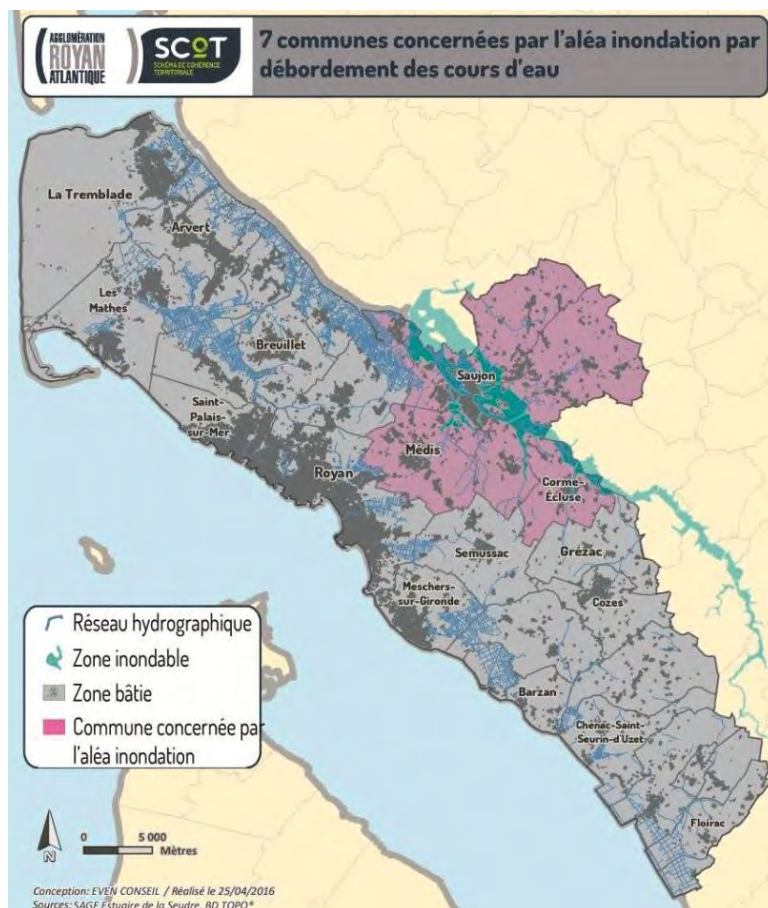 AGGLOMÉRATION
ROYAN
ATLANTIQUE
SCOT
SCHÉMA DE COHÉRENCE
TERRITORIALE
7 communes concernées par l'aléa inondation par
débordement des cours d'eau
La Tremblade
Arvert
Les
Mathes
Breuillet
Saujon
Saint-
Palais-
sur-Mer
Médis
Royan
Corme-
Écluse
Semussac
Grézac
Meschers-
sur-Gironde
Cozes
Barzan
Chenac-Saint-
Seurin-d'Uzet
Floirac
Réseau hydrographique
Zone inondable
Zone bâtie
Commune concernée par
l'aléa inondation
N
0 5 000
Mètres
Conception: EVEN CONSEIL / Réalisé le 25/04/2016
Sources: SAGE Estuaire de la Seudre, BD TOPO®